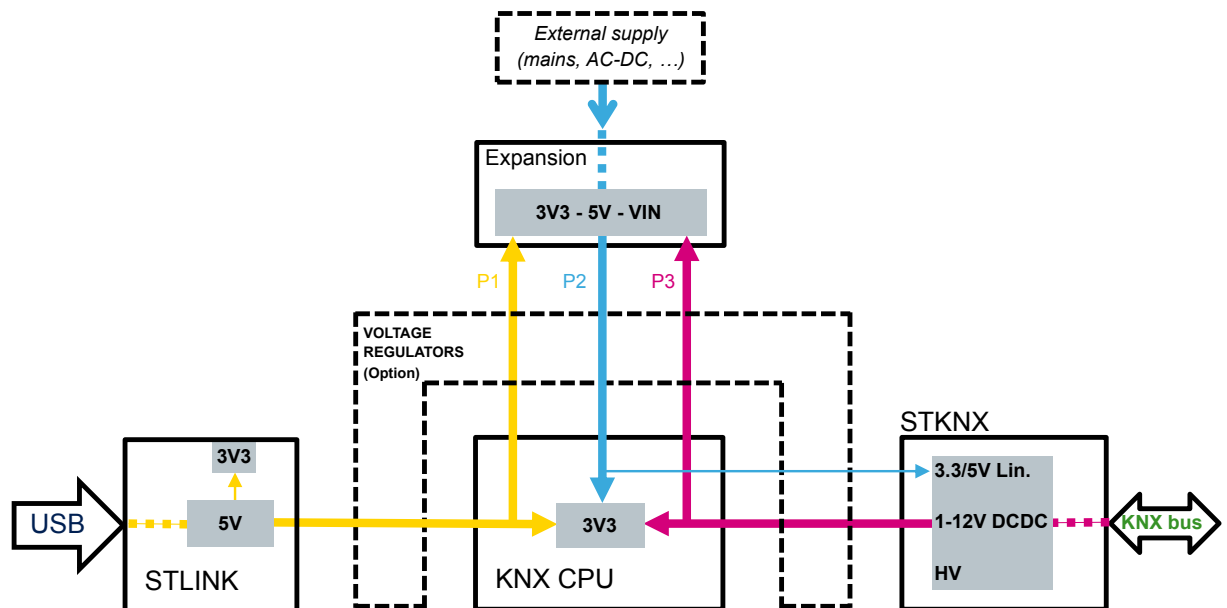 External supply
(mains, AC-DC, …)
Expansion
3V3 - 5V - VIN
P1
P2
P3
VOLTAGE
REGULATORS
(Option)
STKNX
3V3
3.3/5V Lin.
USB
5V
3V3
1-12V DCDC
KNX bus
HV
STLINK
KNX CPU